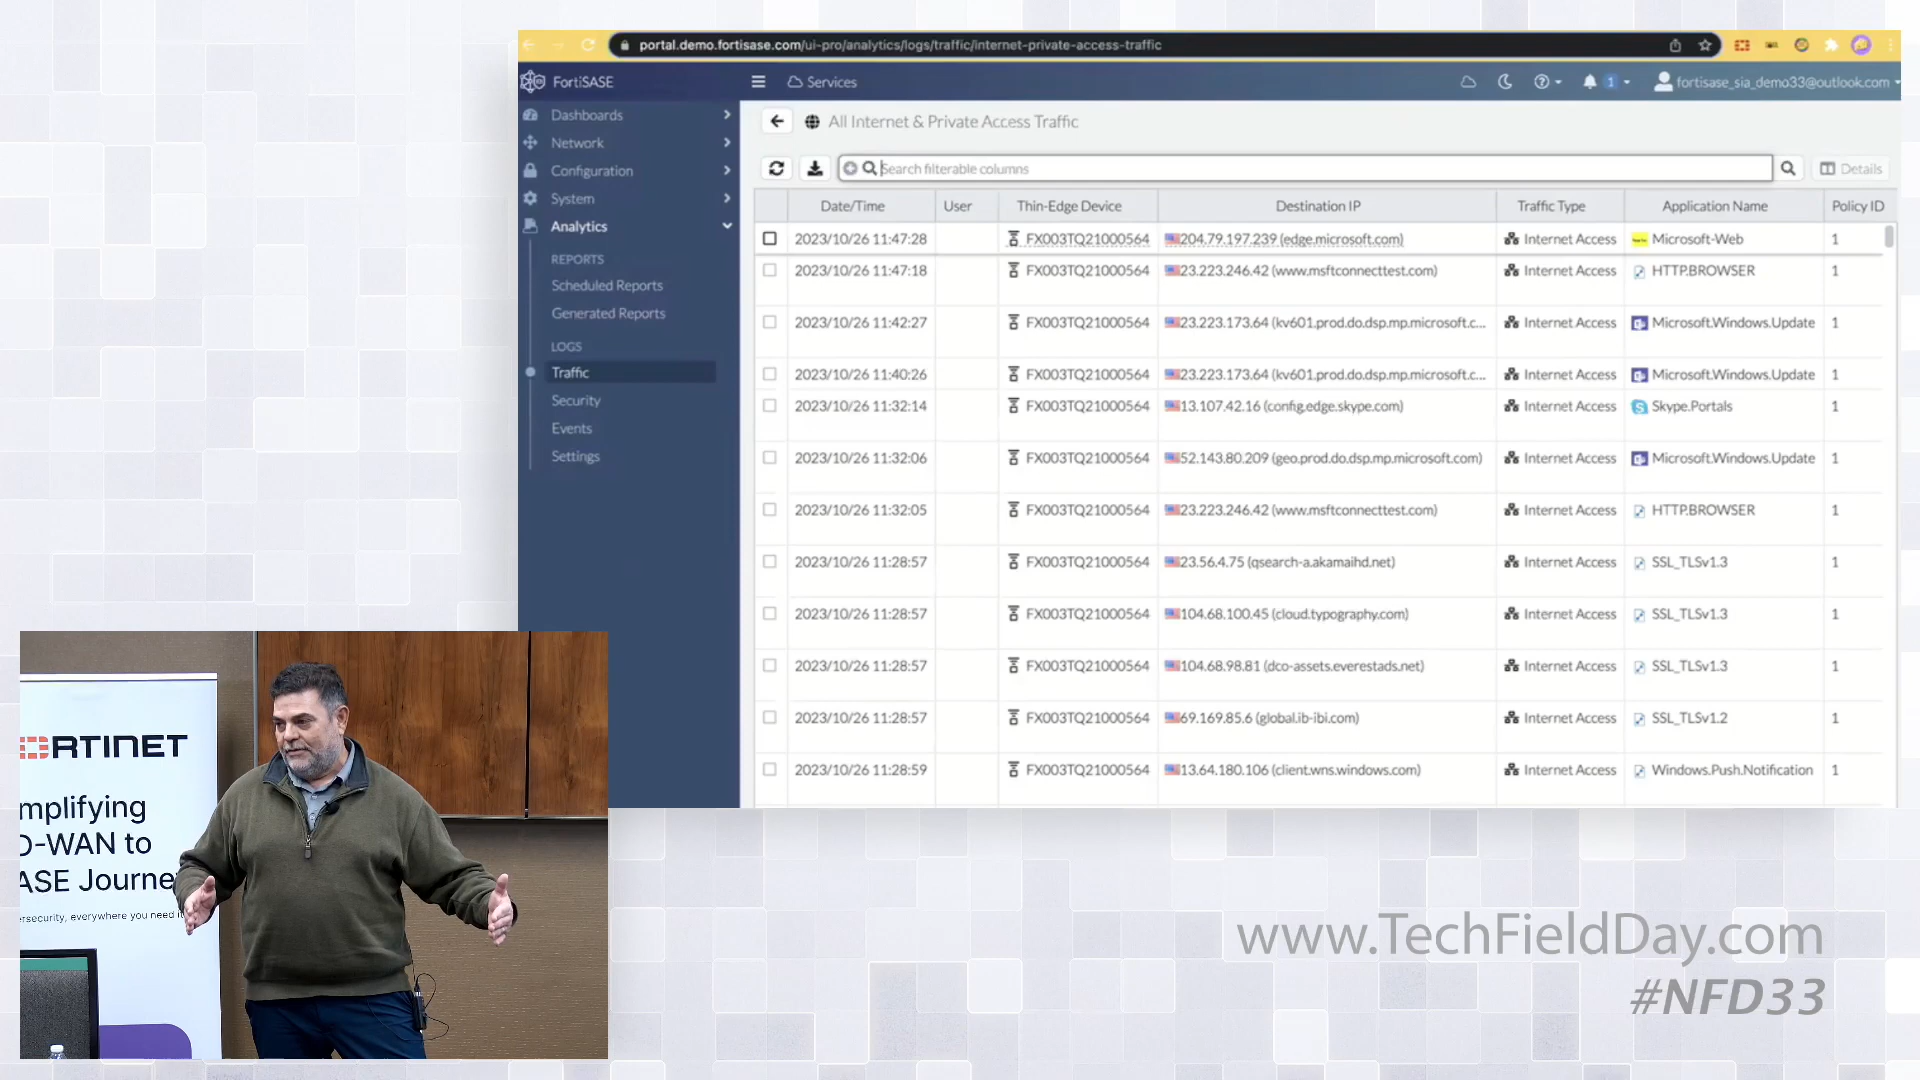 portal.demo.fortisase.com/ui-pro/analytics/logs/traffic/internet-private-access-traffic
FortiSASE
Services
1
fortisase_sia_demo33@outlook.com
Dashboards
Network
Configuration
System
Analytics
REPORTS
Scheduled Reports
Generated Reports
LOGS
Traffic
Security
Events
Settings
All Internet & Private Access Traffic
Search filterable columns
Details
Date/Time User Thin-Edge Device Destination IP Traffic Type Application Name Policy ID
2023/10/26 11:47:28 FX003TQ21000564 204.79.197.239 (edge.microsoft.com) Internet Access Microsoft-Web 1
2023/10/26 11:47:18 FX003TQ21000564 23.223.246.42 (www.msftconnecttest.com) Internet Access HTTP.BROWSER 1
2023/10/26 11:42:27 FX003TQ21000564 23.223.173.64 (kv601.prod.do.dsp.mp.microsoft.c... Internet Access Microsoft.Windows.Update 1
2023/10/26 11:40:26 FX003TQ21000564 23.223.173.64 (kv601.prod.do.dsp.mp.microsoft.c... Internet Access Microsoft.Windows.Update 1
2023/10/26 11:32:14 FX003TQ21000564 13.107.42.16 (config.edge.skype.com) Internet Access Skype.Portals 1
2023/10/26 11:32:06 FX003TQ21000564 52.143.80.209 (geo.prod.do.dsp.mp.microsoft.com) Internet Access Microsoft.Windows.Update 1
2023/10/26 11:32:05 FX003TQ21000564 23.223.246.42 (www.msftconnecttest.com) Internet Access HTTP.BROWSER 1
2023/10/26 11:28:57 FX003TQ21000564 23.56.4.75 (qsearch-a.akamaihd.net) Internet Access SSL_TLSv1.3 1
2023/10/26 11:28:57 FX003TQ21000564 104.68.100.45 (cloud.typography.com) Internet Access SSL_TLSv1.3 1
2023/10/26 11:28:57 FX003TQ21000564 104.68.98.81 (dco-assets.everestads.net) Internet Access SSL_TLSv1.3 1
2023/10/26 11:28:57 FX003TQ21000564 69.169.85.6 (global.ib-ibi.com) Internet Access SSL_TLSv1.2 1
2023/10/26 11:28:59 FX003TQ21000564 13.64.180.106 (client.wns.windows.com) Internet Access Windows.Push.Notification 1
ORTINET
mplifying
D-WAN to
ASE Journe
ersecurity, everywhere you need i
www.TechFieldDay.com
#NFD33